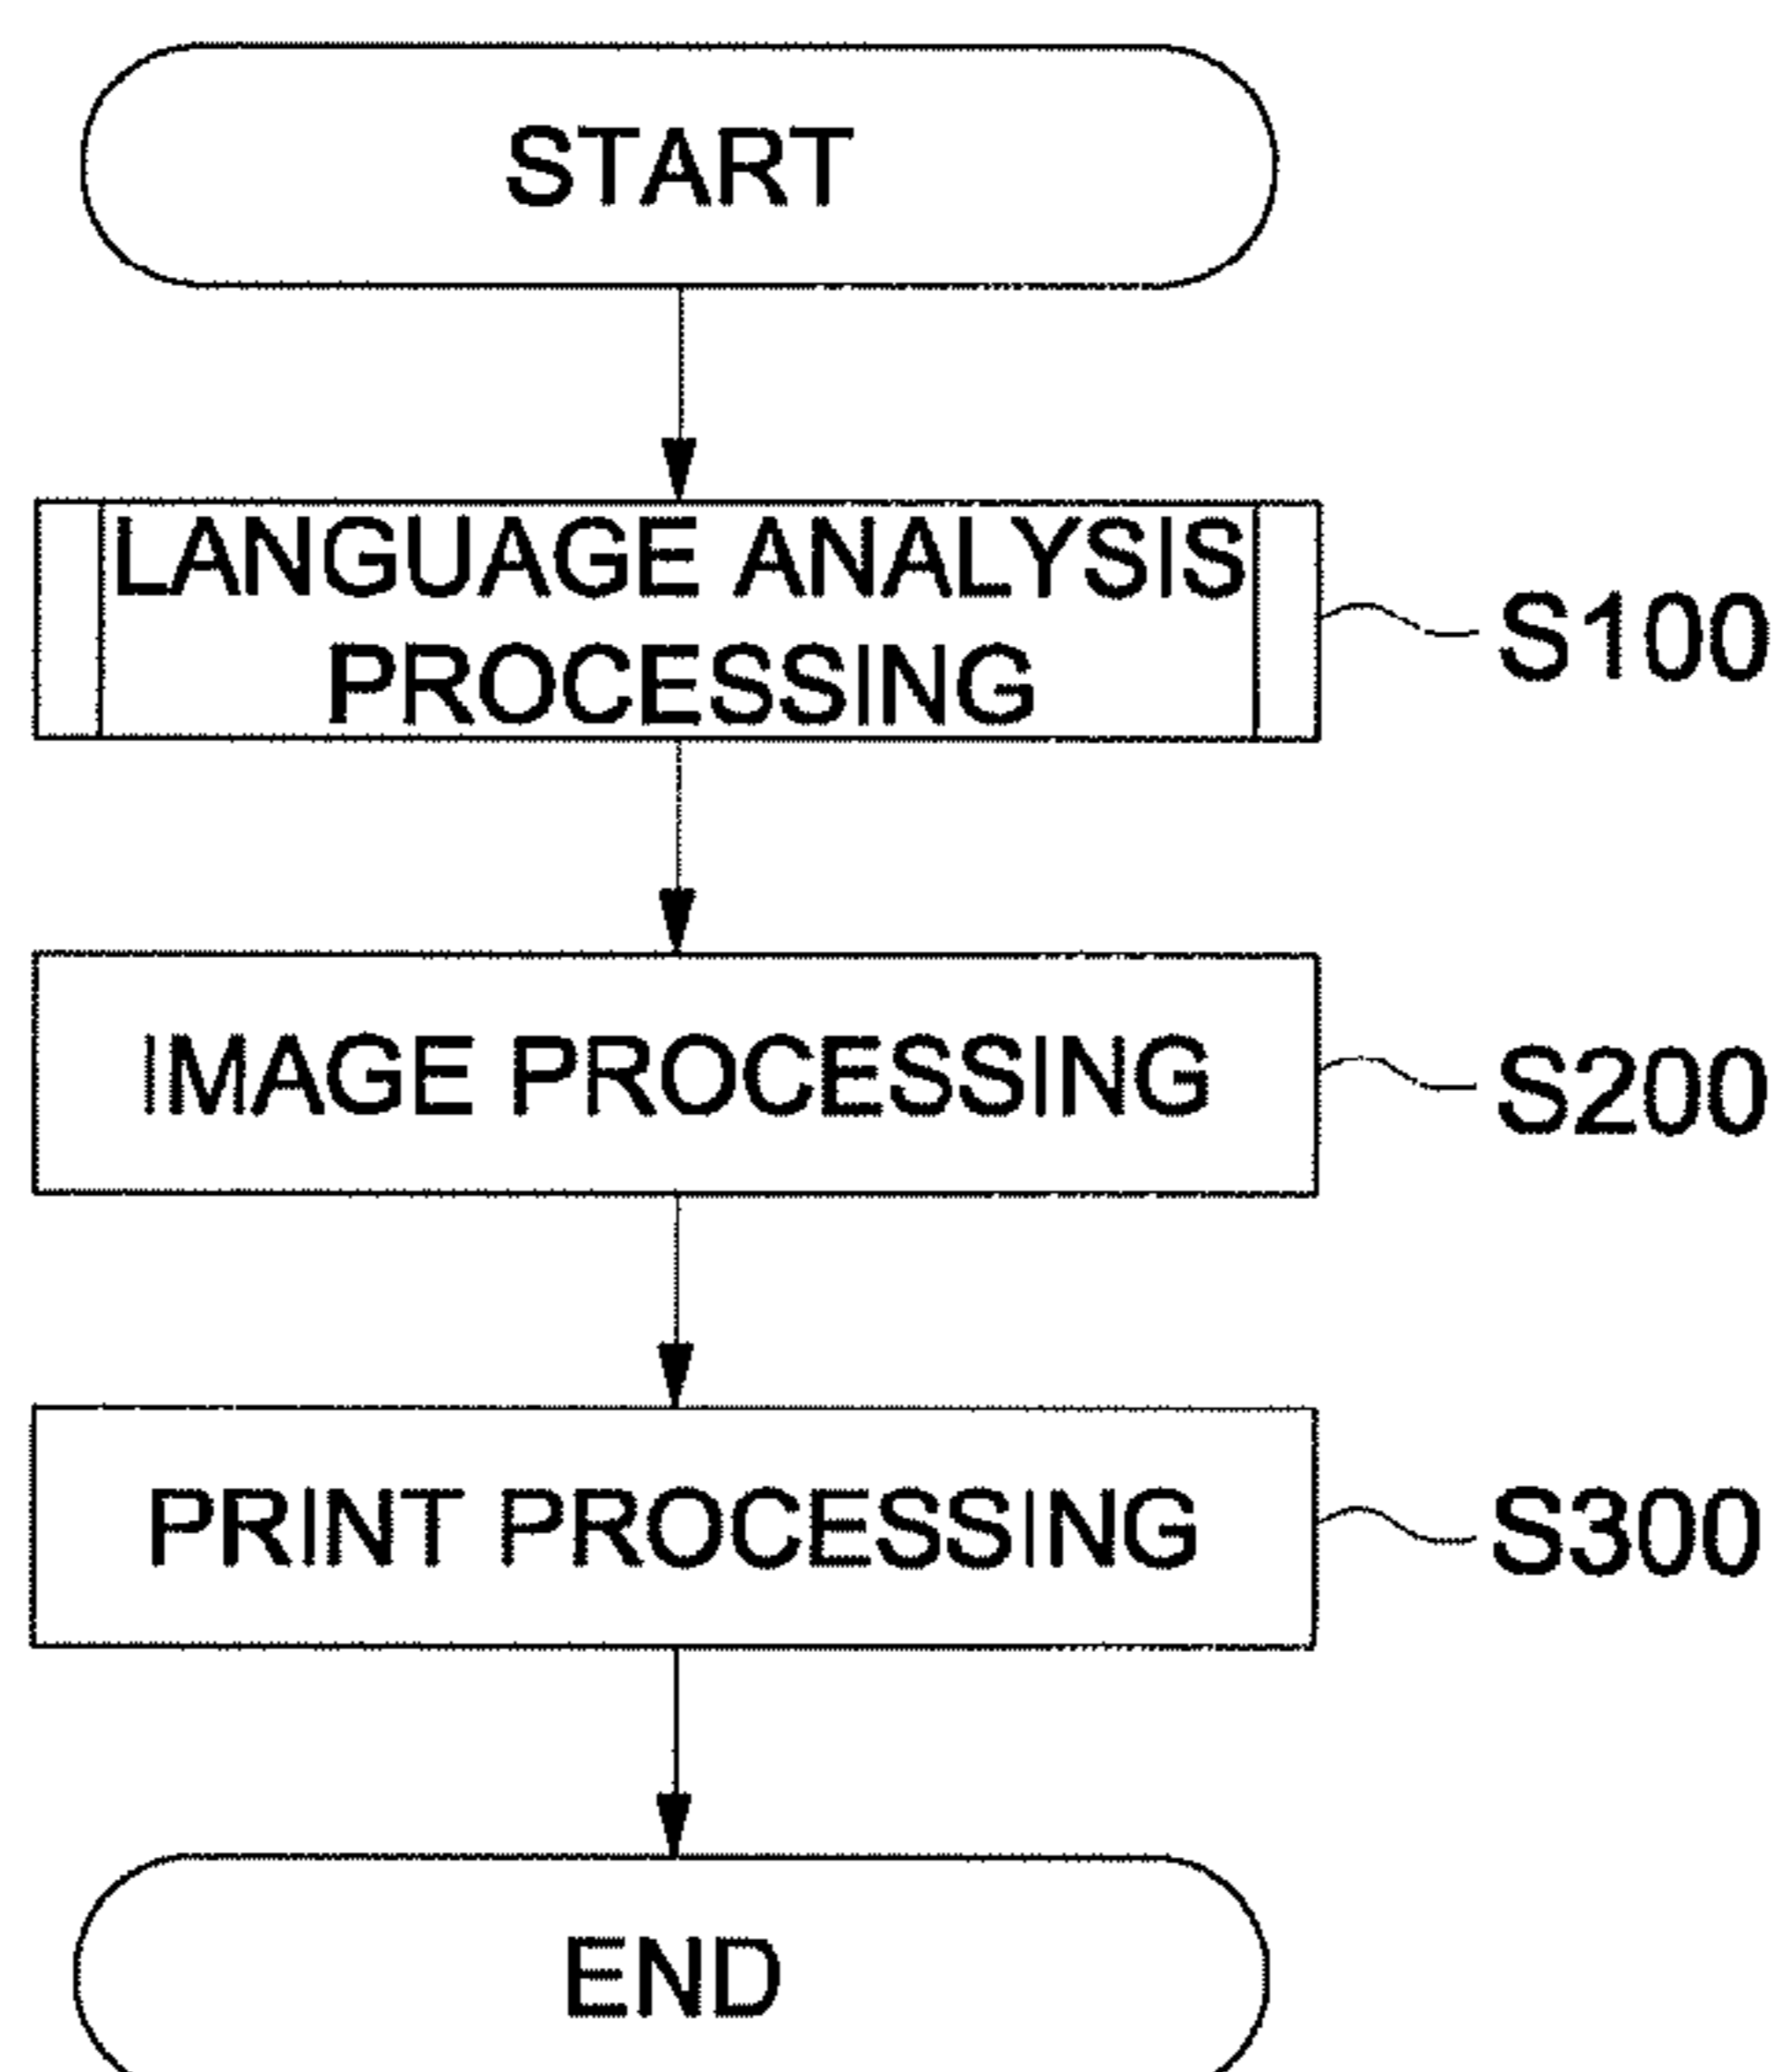 START
LANGUAGE ANALYSIS
PROCESSING
S100
IMAGE PROCESSING
S200
PRINT PROCESSING
S300
END